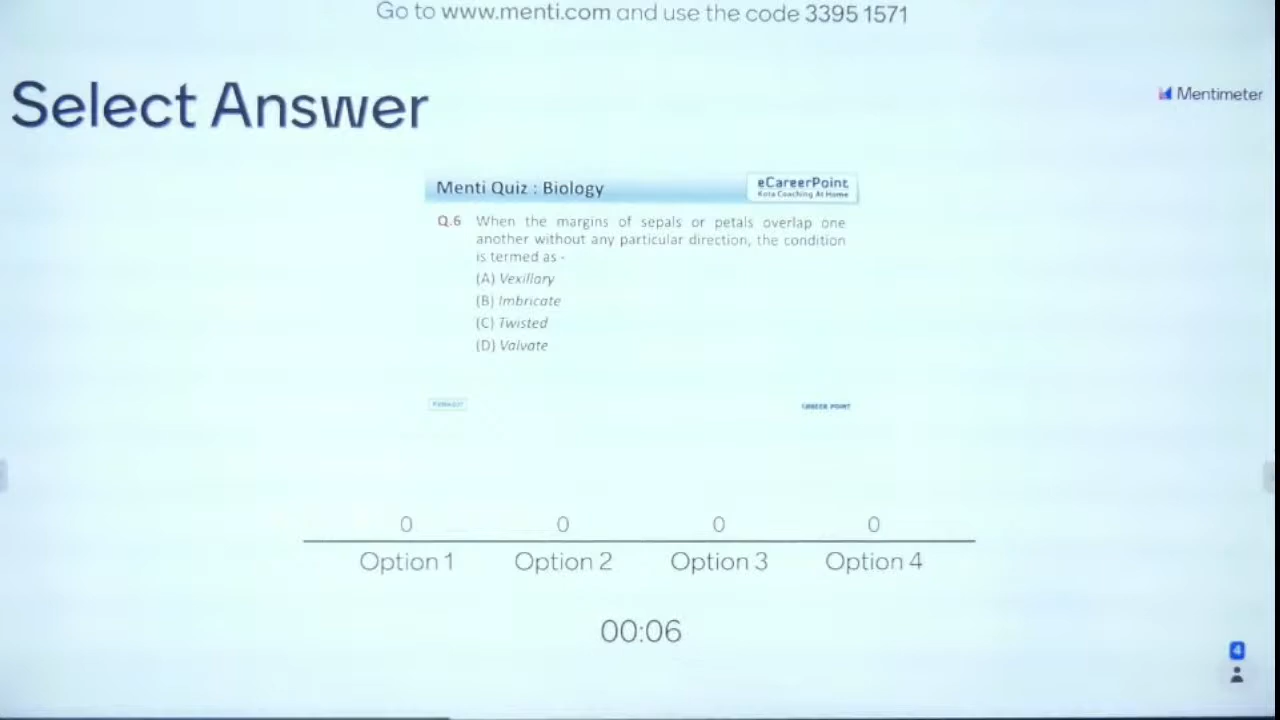 Go to www.menti.com and use the code 3395 1571
Select Answer
Mentimeter
Menti Quiz : Biology
eCareerPoint
Kota Coaching At Home
Q.6 When the margins of sepals or petals overlap one
another without any particular direction, the condition
is termed as -
(A) Vexillary
(B) Imbricate
(C) Twisted
(D) Valvate
CAREER POINT
0 0 0 0
Option 1 Option 2 Option 3 Option 4
00:06
4